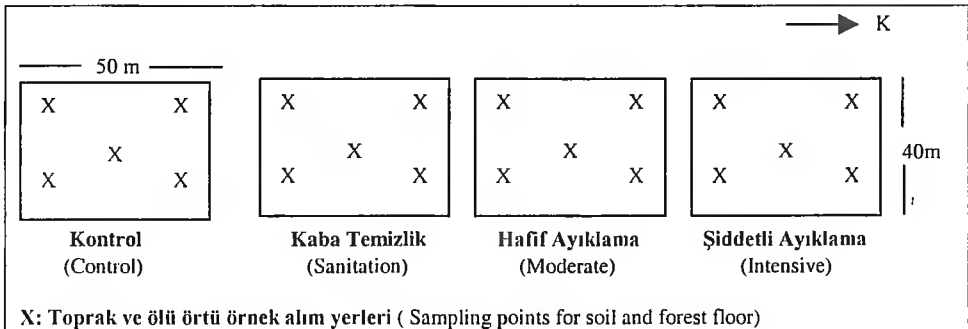 K
50 m
X X X X X X X X
X X X X 40m
X X X X X X X X
Kontrol Kaba Temizlik Hafif Ayıklama Şiddetli Ayıklama
(Control) (Sanitation) (Moderate) (Intensive)
X: Toprak ve ölü örtü örnek alım yerleri ( Sampling points for soil and forest floor)